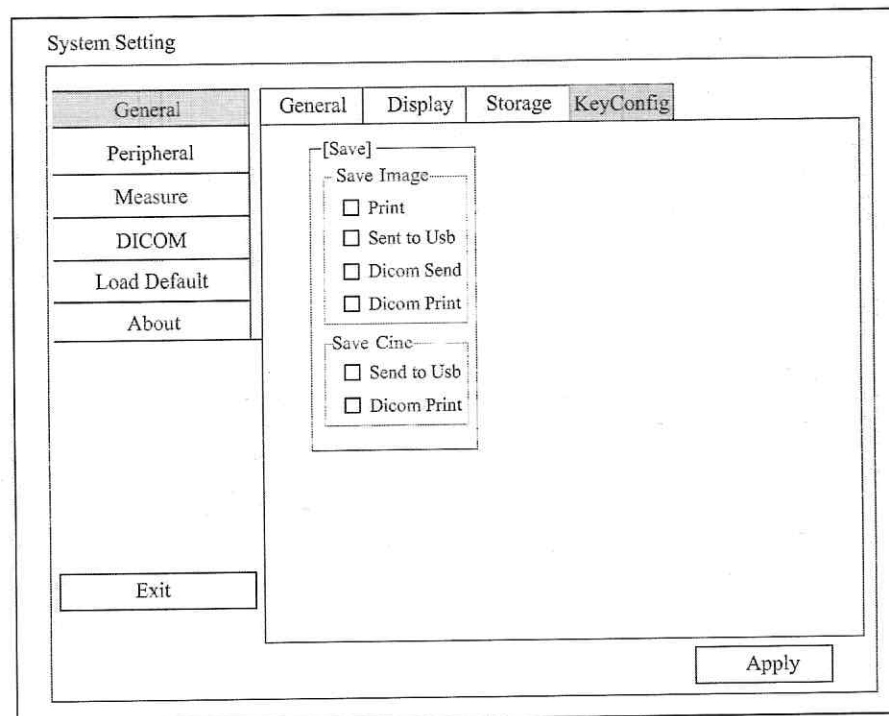 System Setting
General
Peripheral
Measure
DICOM
Load Default
About
Exit
General Display Storage KeyConfig
[Save]
Save Image
Print
Sent to Usb
Dicom Send
Dicom Print
Save Cine
Send to Usb
Dicom Print
Apply